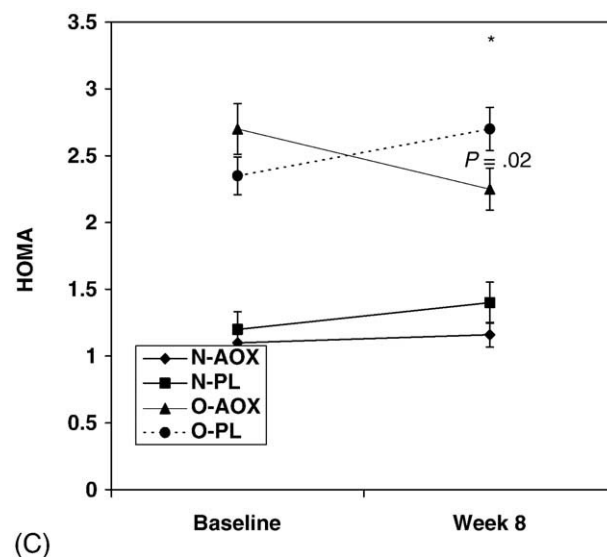 3.5
*
3
P = .02
2.5
2
HOMA
1.5
1
N-AOX
N-PL
O-AOX
O-PL
0.5
0
Baseline Week 8
(C)